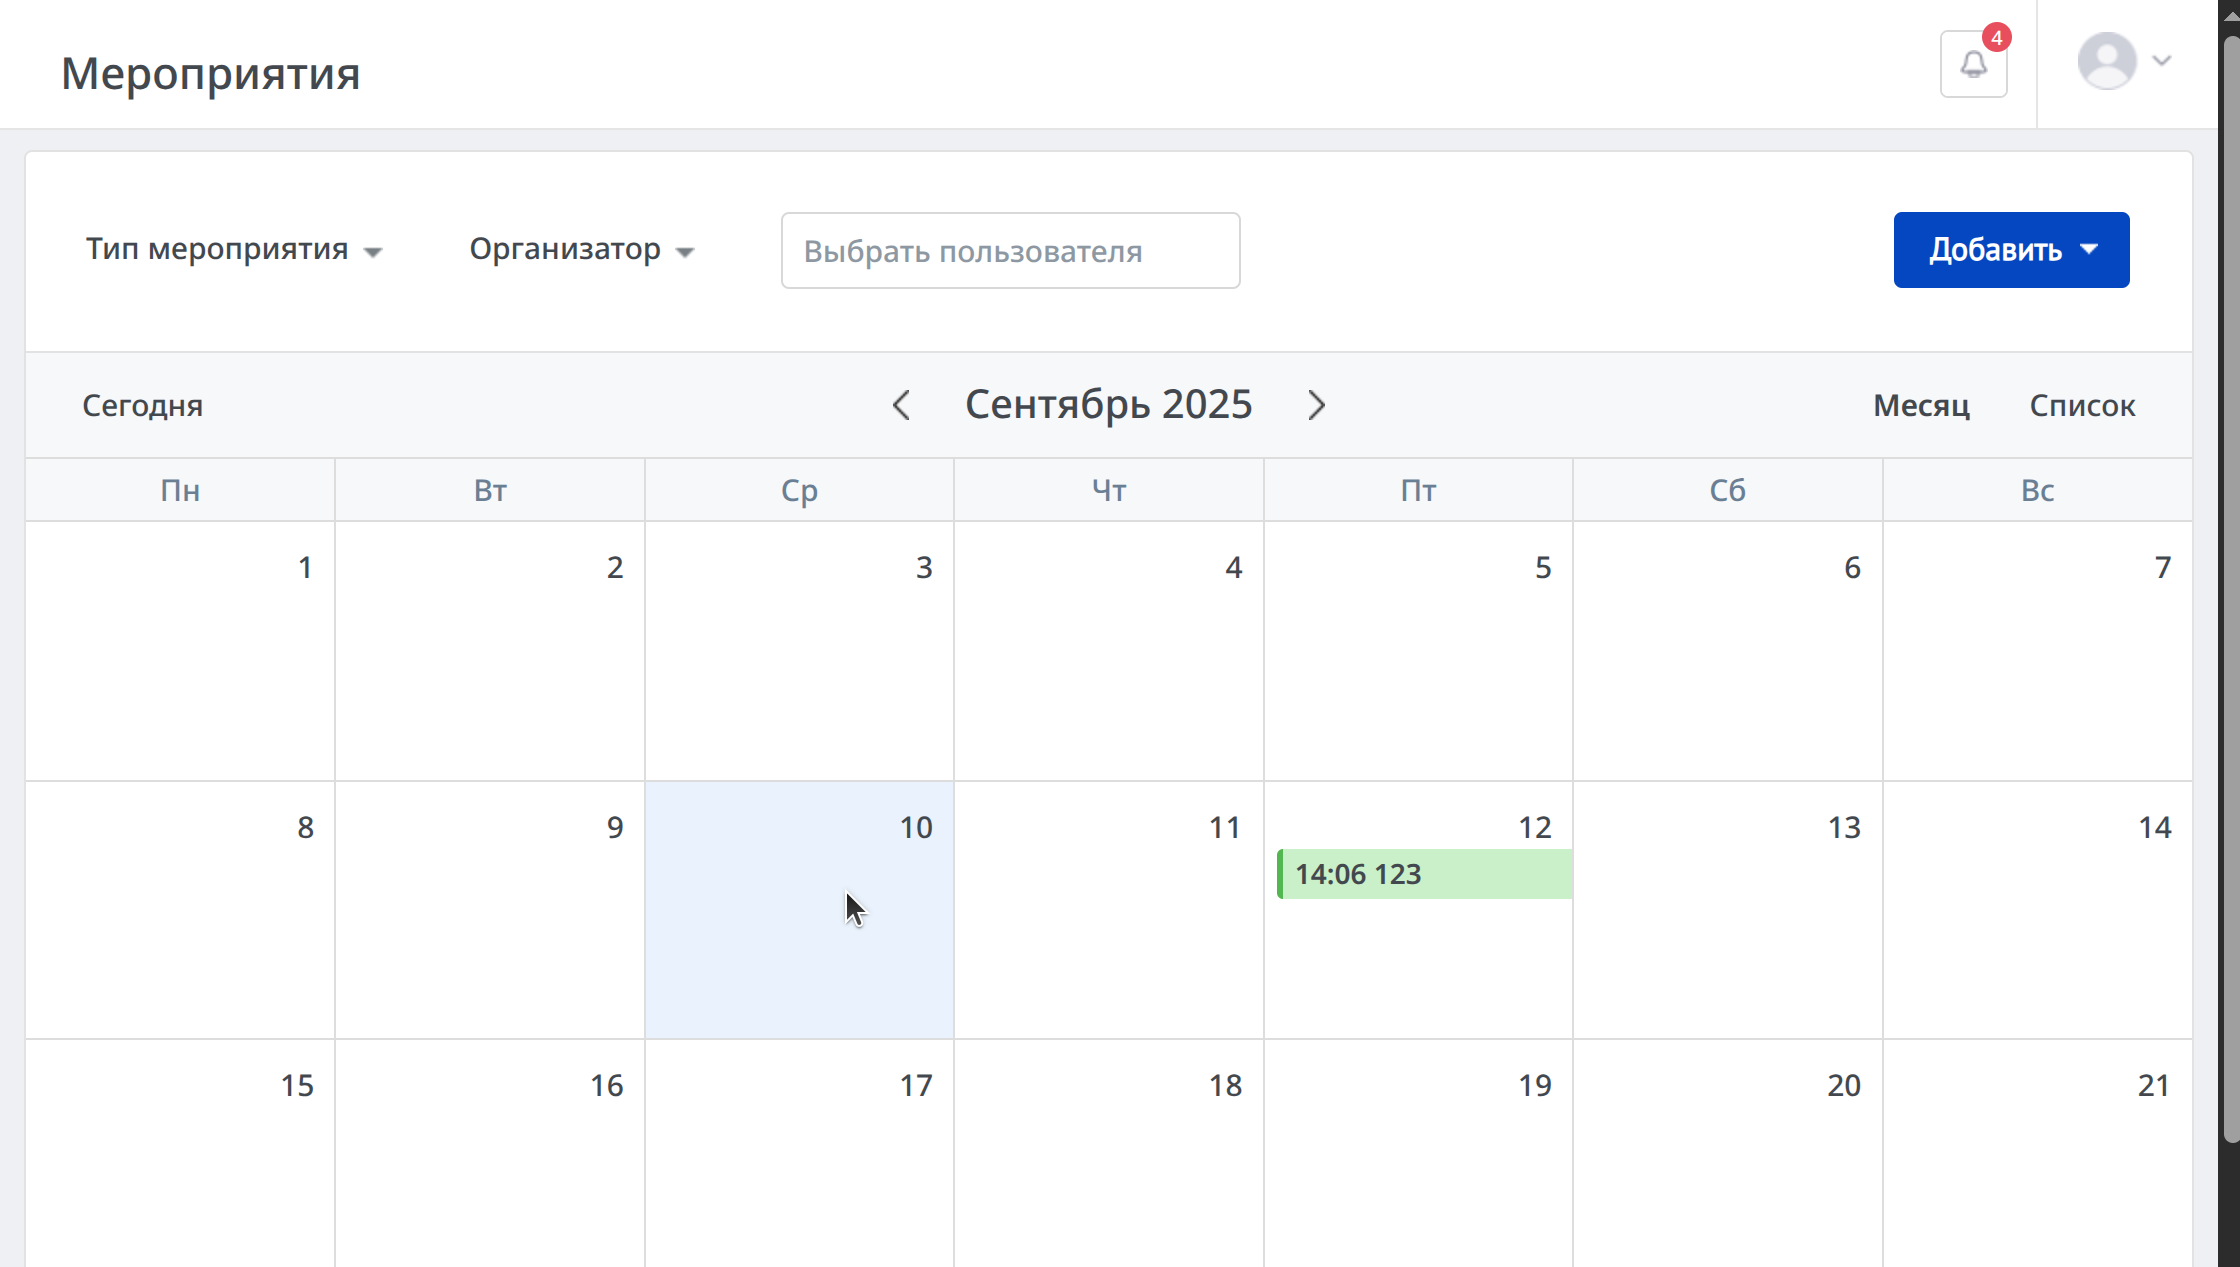 Мероприятия
4
Тип мероприятия Организатор Выбрать пользователя Добавить
Сегодня Сентябрь 2025 Месяц Список
Пн Вт Ср Чт Пт Сб Вс
1 2 3 4 5 6 7
8 9 10 11 12 13 14
14:06 123
15 16 17 18 19 20 21